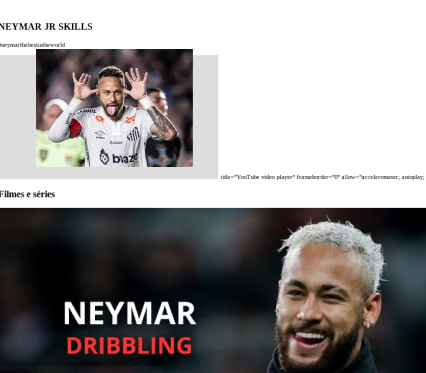 NEYMAR JR SKILLS
#neymarthebestintheworld
blaze
title="YouTube video player" frameborder="0" allow="accelerometer; autoplay;
Filmes e séries
NEYMAR
DRIBBLING